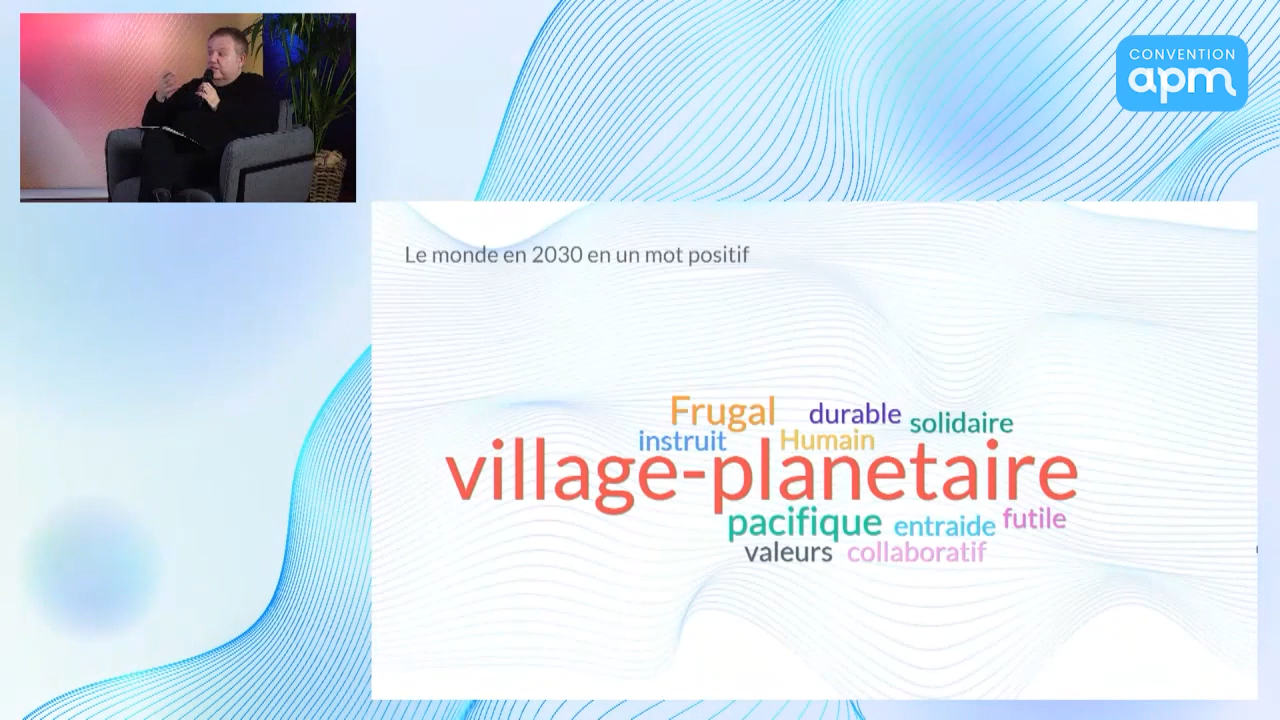 CONVENTION
apm
Le monde en 2030 en un mot positif
Frugal durable solidaire
instruit Humain
village-planetaire
pacifique entraide futile
valeurs collaboratif